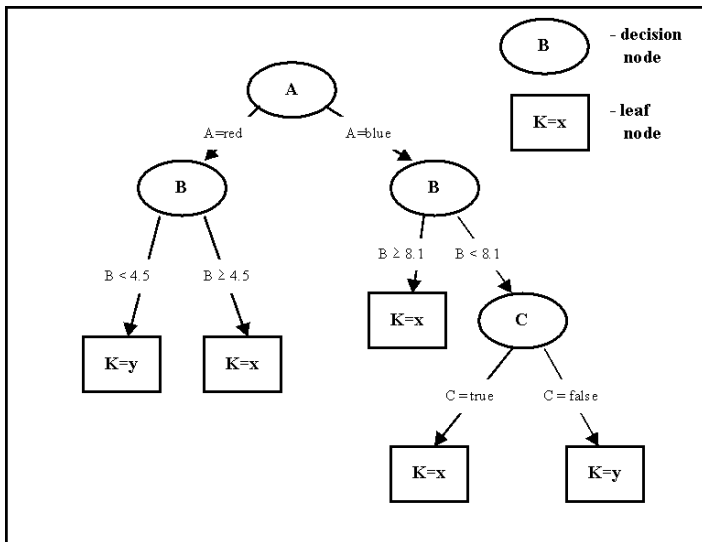 A
B
- decision
node
K=x
- leaf
node
A=red
A=blue
B
B
B < 4.5
B ≥ 4.5
B ≥ 8.1
B < 8.1
K=y
K=x
K=x
C
C = true
C = false
K=x
K=y